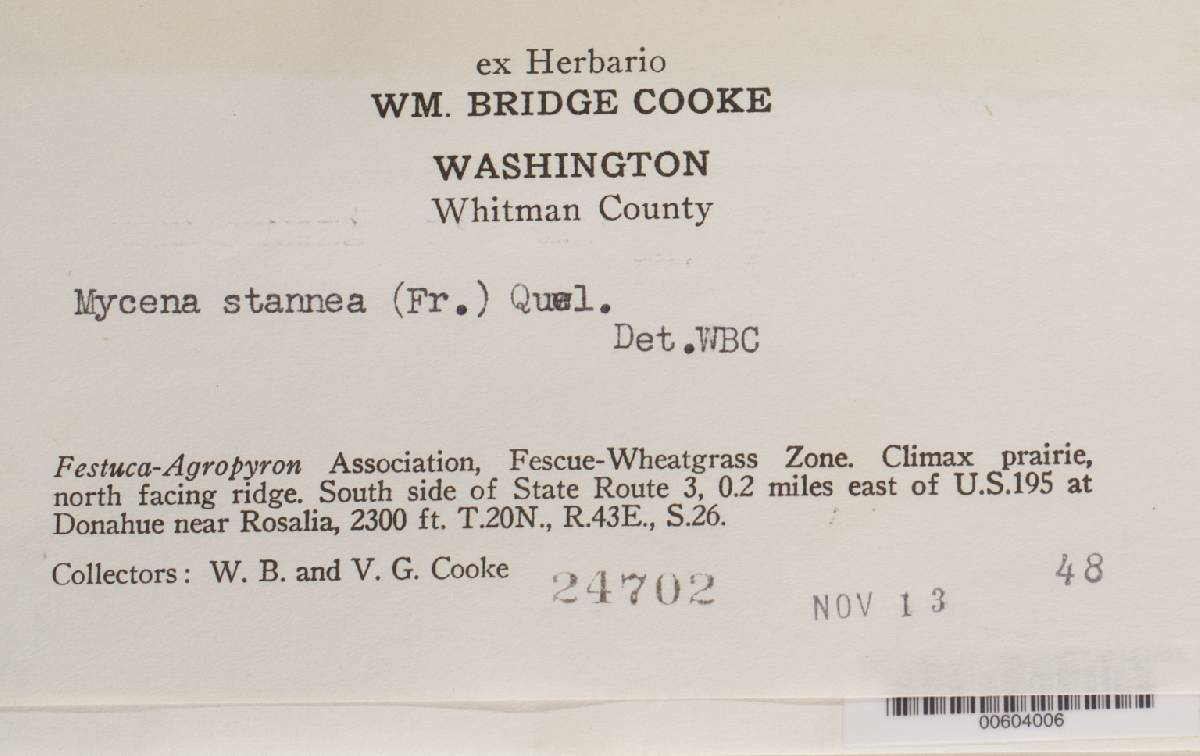 ex Herbario
WM. BRIDGE COOKE
WASHINGTON
Whitman County
Mycena stannea (Fr.) Quel.
Det.WBC
Festuca-Agropyron Association, Fescue-Wheatgrass Zone. Climax prairie,
north facing ridge. South side of State Route 3, 0.2 miles east of U.S.195 at
Donahue near Rosalia, 2300 ft. T.20N., R.43E., S.26.
Collectors: W. B. and V. G. Cooke
24702
NOV 13
48
00604006